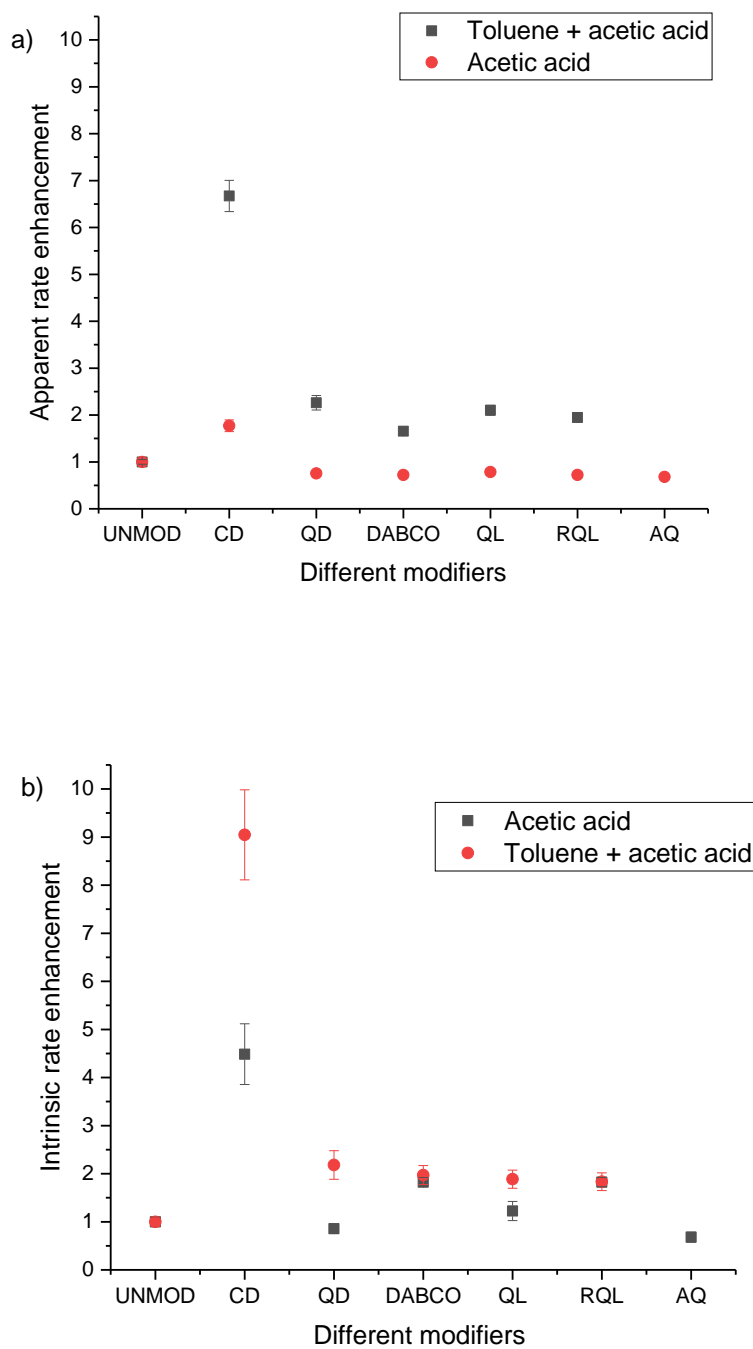 a)
Toluene + acetic acid
Acetic acid
Apparent rate enhancement
10
9
8
7
6
5
4
3
2
1
0
UNMOD CD QD DABCO QL RQL AQ
Different modifiers
b)
Acetic acid
Toluene + acetic acid
Intrinsic rate enhancement
10
9
8
7
6
5
4
3
2
1
0
UNMOD CD QD DABCO QL RQL AQ
Different modifiers